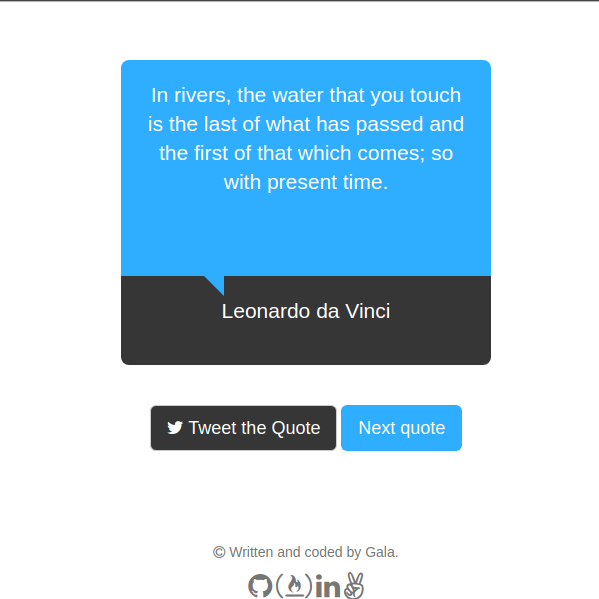 In rivers, the water that you touch
is the last of what has passed and
the first of that which comes; so
with present time.
Leonardo da Vinci
Tweet the Quote
Next quote
© Written and coded by Gala.